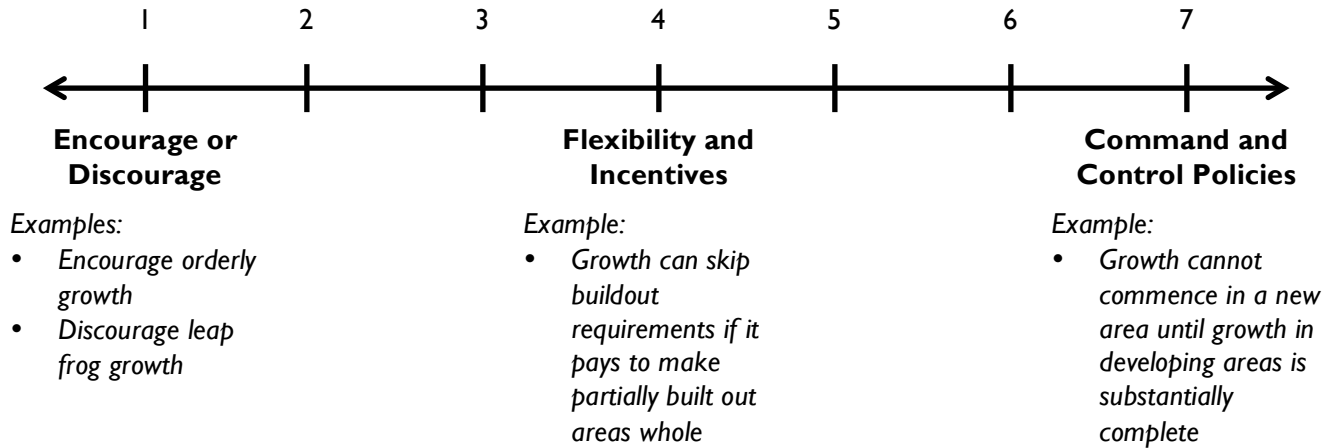 1 2 3 4 5 6 7
Encourage or
Discourage
Examples:
• Encourage orderly
growth
• Discourage leap
frog growth
Flexibility and
Incentives
Example:
• Growth can skip
buildout
requirements if it
pays to make
partially built out
areas whole
Command and
Control Policies
Example:
• Growth cannot
commence in a new
area until growth in
developing areas is
substantially
complete